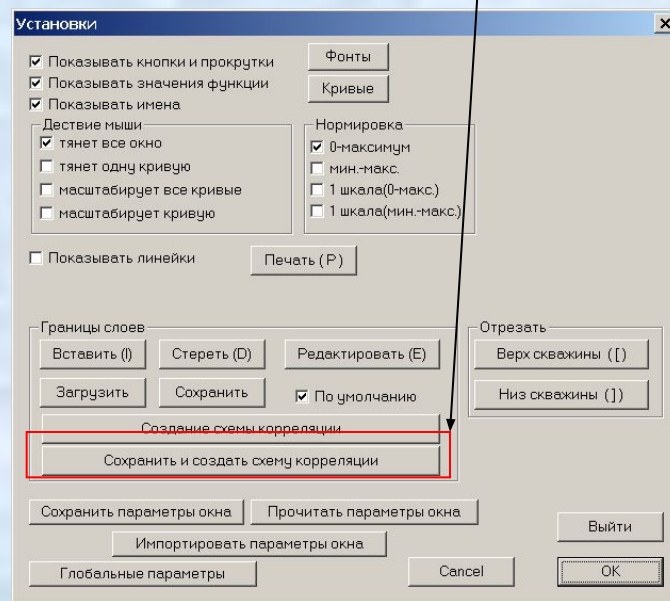 Установки
Показывать кнопки и прокрутки
Фонты
Показывать значения функции
Кривые
Показывать имена
Дествие мыши
тянет все окно
тянет одну кривую
масштабирует все кривые
масштабирует кривую
Нормировка
0-максимум
мин.-макс.
1 шкала(0-макс.)
1 шкала(мин.-макс.)
Показывать линейки
Печать ( P )
Границы слоев
Вставить (I)
Стереть (D)
Редактировать (E)
Загрузить
Сохранить
По умолчанию
Создание схемы корреляции
Сохранить и создать схему корреляции
Отрезать
Верх скважины ( [ )
Низ скважины ( ] )
Сохранить параметры окна
Прочитать параметры окна
Импортировать параметры окна
Выйти
Глобальные параметры
Cancel
OK